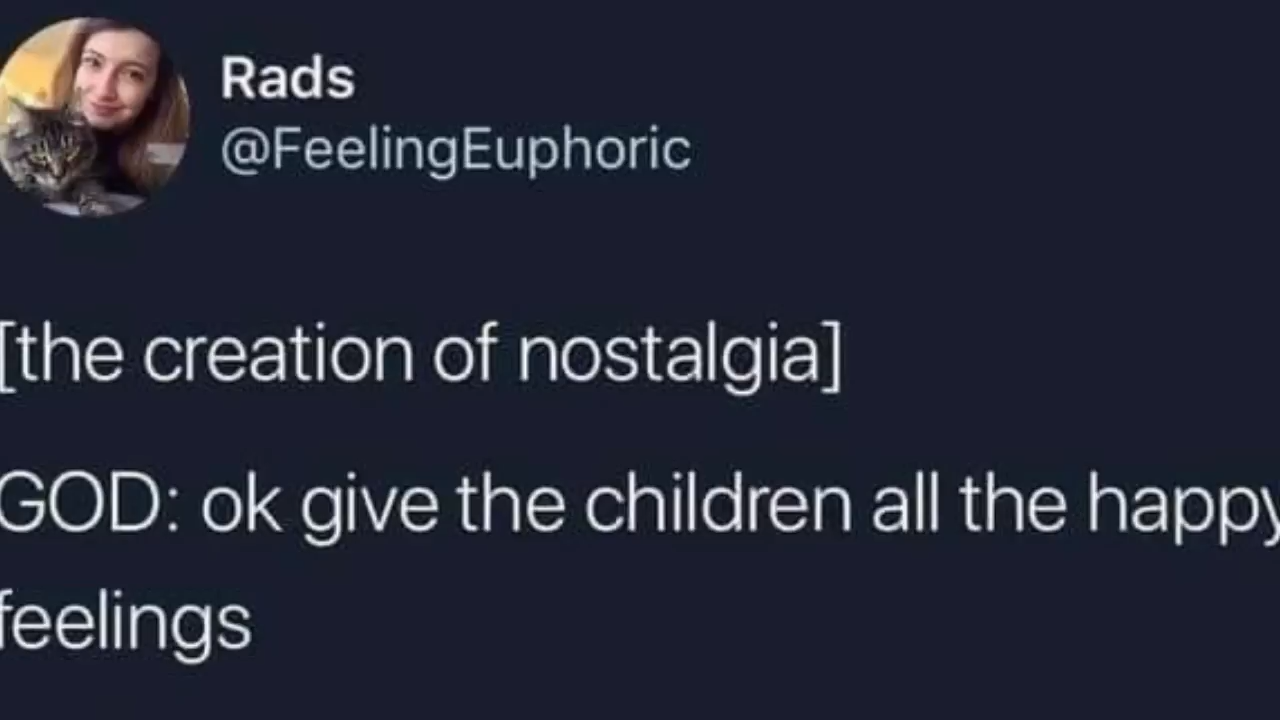 Rads
@FeelingEuphoric
[the creation of nostalgia]
GOD: ok give the children all the happy
feelings